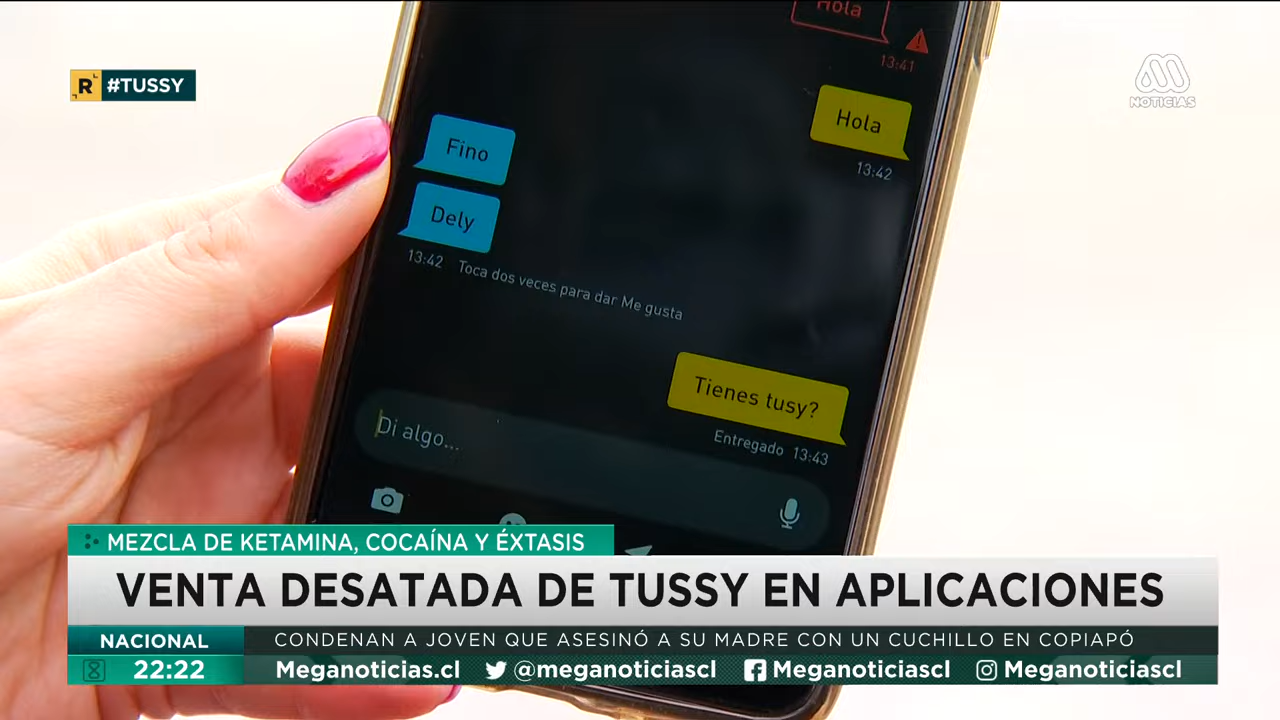 R #TUSSY
NOTICIAS
Hola
13:41
Hola
13:42
Fino
Dely
13:42 Toca dos veces para dar Me gusta
Tienes tusy?
Entregado 13:43
Di algo...
MEZCLA DE KETAMINA, COCAÍNA Y ÉXTASIS
VENTA DESATADA DE TUSSY EN APLICACIONES
NACIONAL CONDENAN A JOVEN QUE ASESINÓ A SU MADRE CON UN CUCHILLO EN COPIAPÓ
22:22 Meganoticias.cl @meganoticiascl Meganoticiascl Meganoticiascl